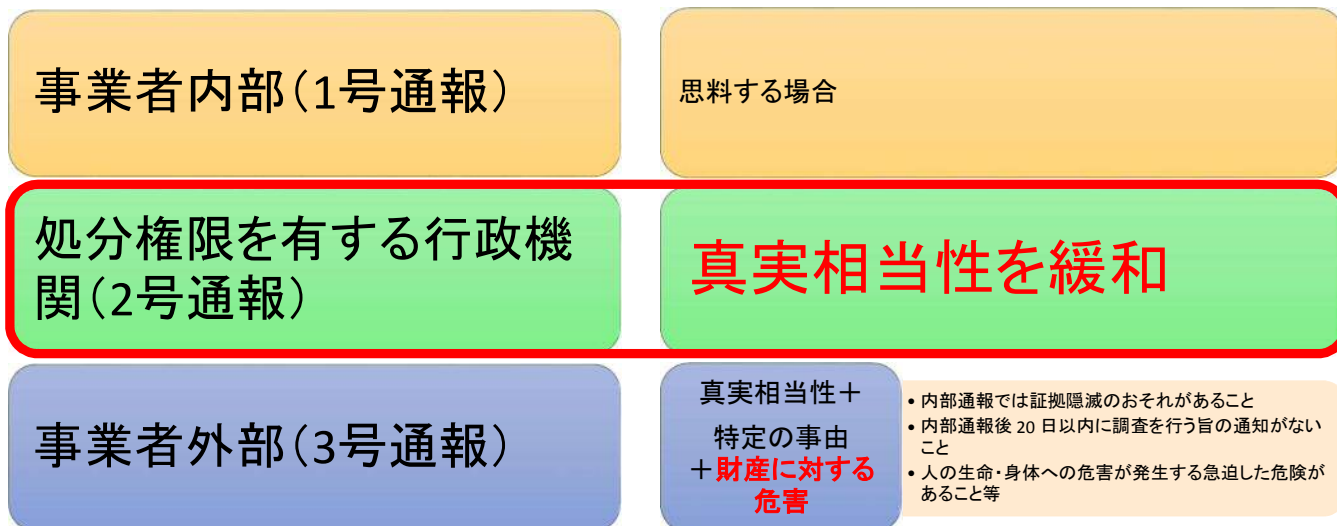 事業者内部（1号通報）
思料する場合
処分権限を有する行政機
関（2号通報）
真実相当性を緩和
事業者外部（3号通報）
真実相当性＋
特定の事由
＋財産に対する
危害
• 内部通報では証拠隠滅のおそれがあること
• 内部通報後 20 日以内に調査を行う旨の通知がない
こと
• 人の生命・身体への危害が発生する急迫した危険が
あること等